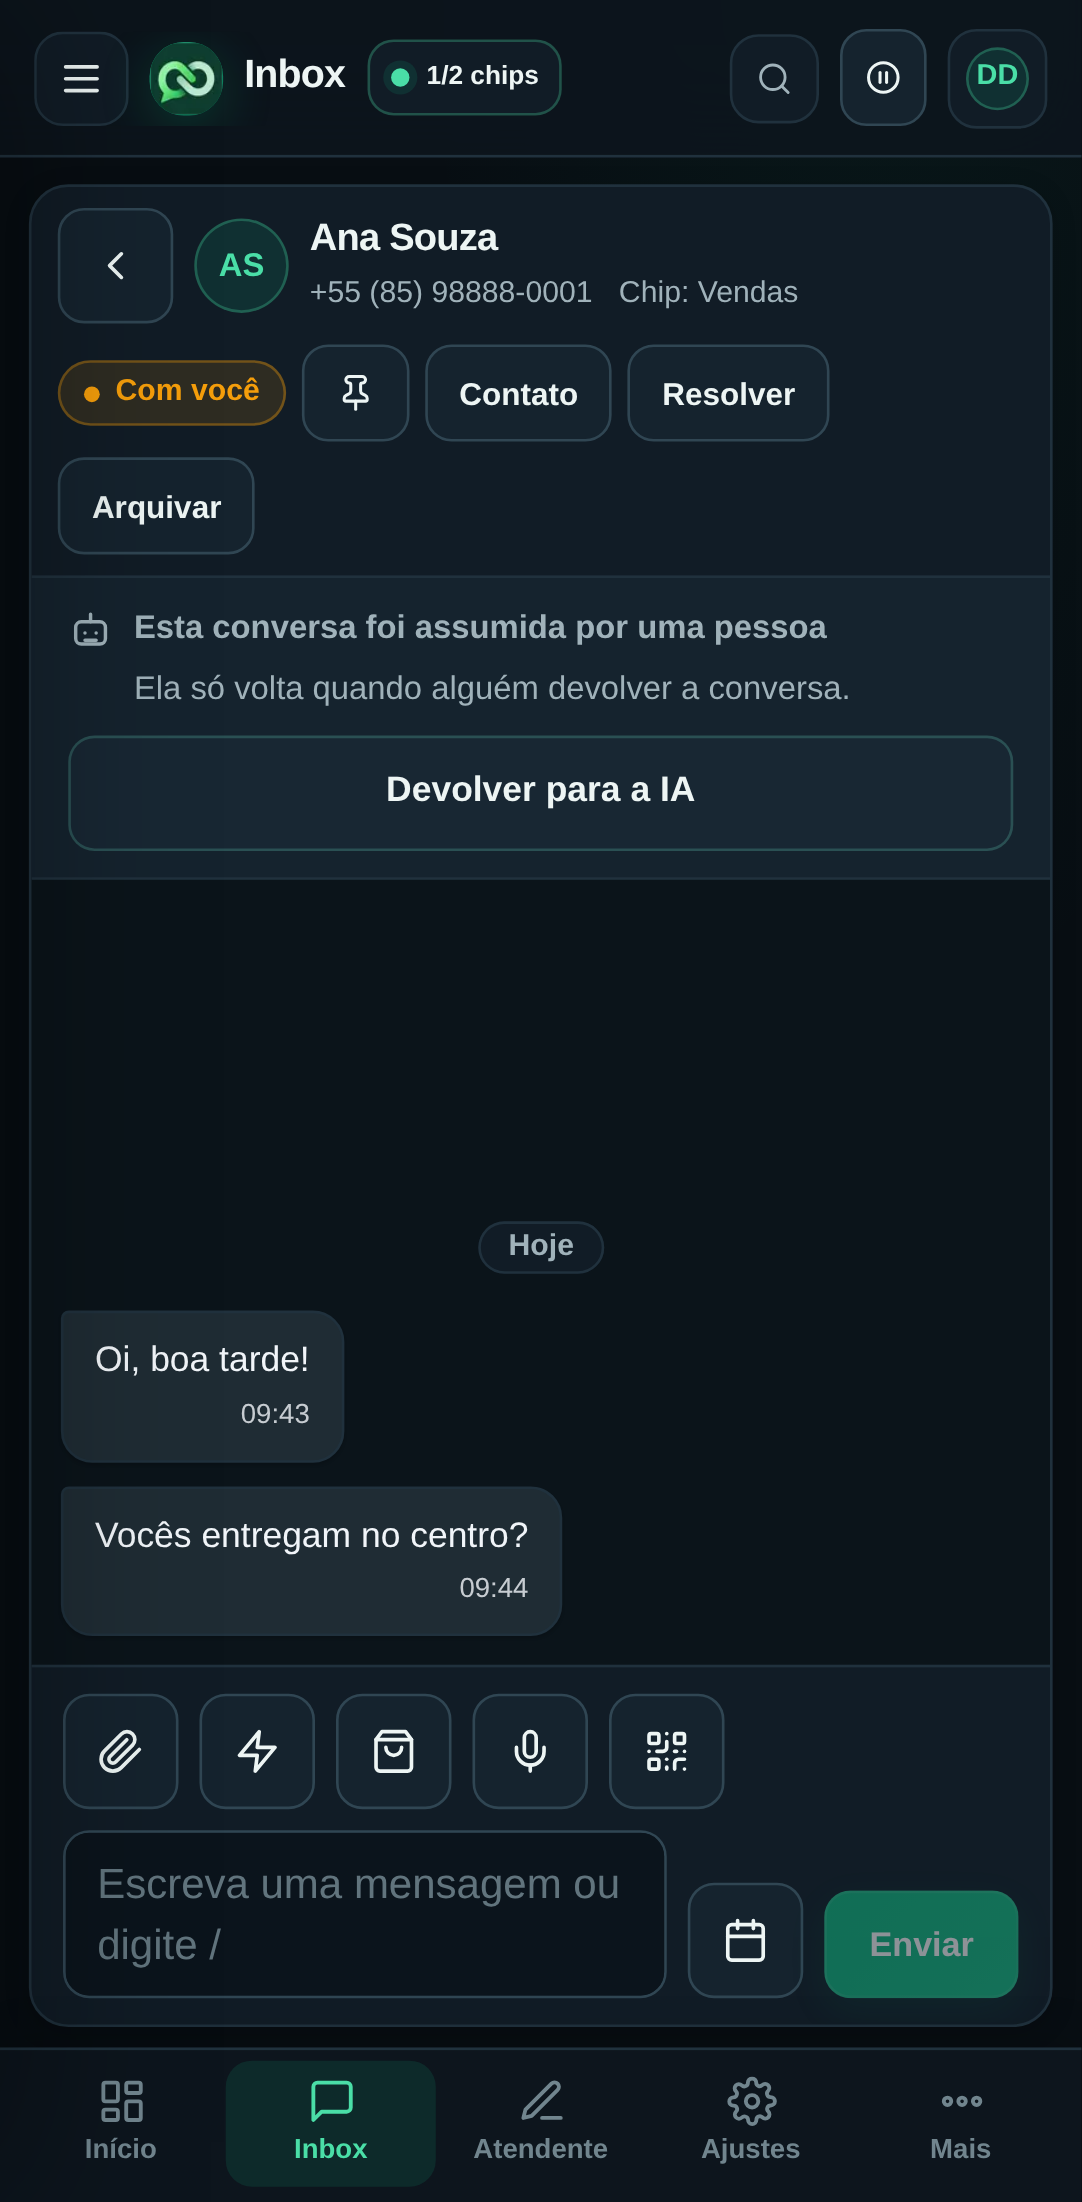 Inbox
1/2 chips
DD
AS
Ana Souza
+55 (85) 98888-0001 Chip: Vendas
Com você
Contato
Resolver
Arquivar
Esta conversa foi assumida por uma pessoa
Ela só volta quando alguém devolver a conversa.
Devolver para a IA
Hoje
Oi, boa tarde!
09:43
Vocês entregam no centro?
09:44
Escreva uma mensagem ou
digite /
Enviar
Início
Inbox
Atendente
Ajustes
Mais